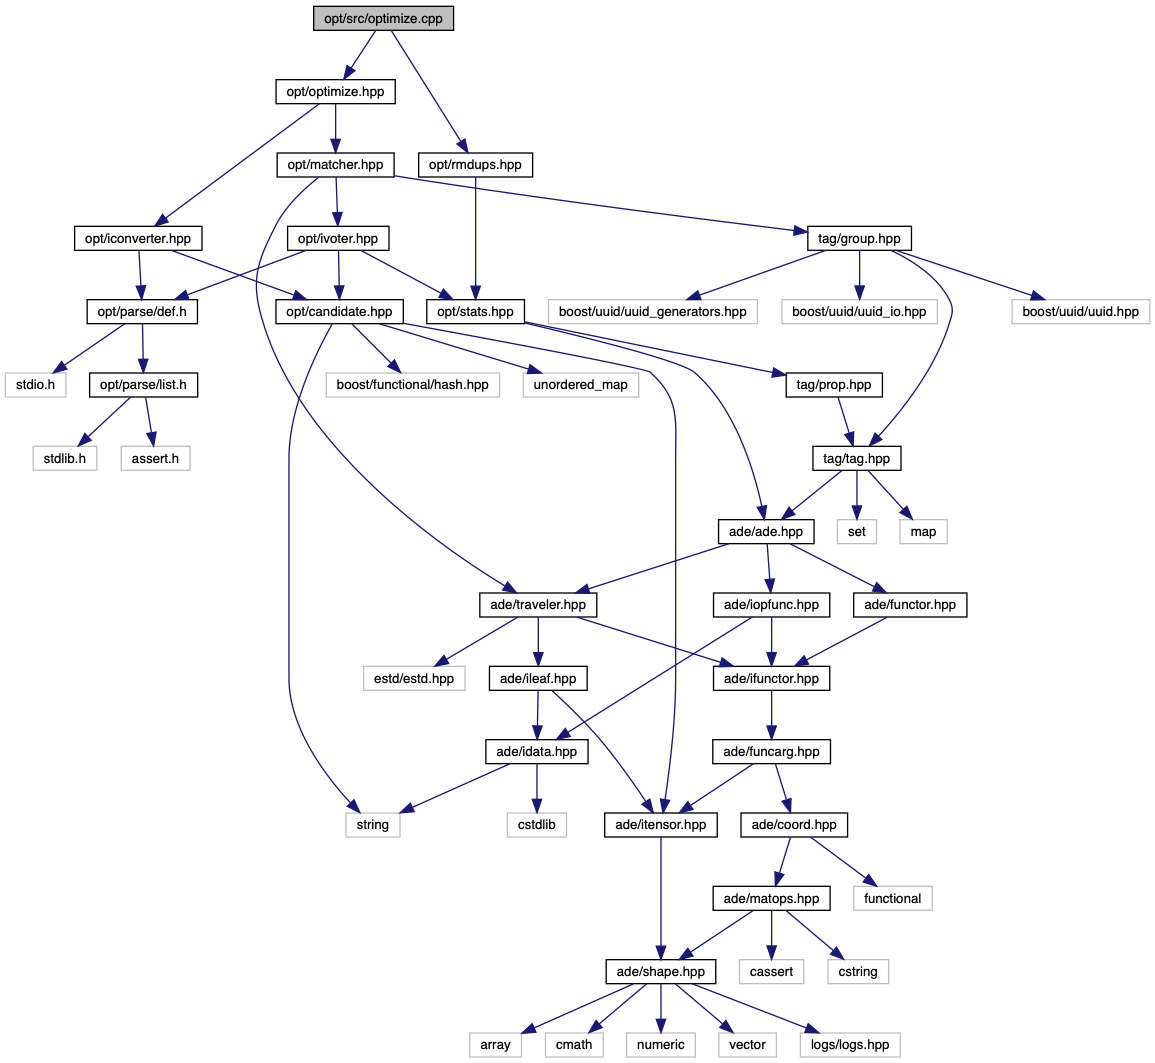 opt/src/optimize.cpp
opt/optimize.hpp
opt/matcher.hpp
opt/rmdups.hpp
opt/iconverter.hpp
opt/ivoter.hpp
tag/group.hpp
opt/parse/def.h
opt/candidate.hpp
opt/stats.hpp
boost/uuid/uuid_generators.hpp
boost/uuid/uuid_io.hpp
boost/uuid/uuid.hpp
stdio.h
opt/parse/list.h
boost/functional/hash.hpp
unordered_map
tag/prop.hpp
stdlib.h
assert.h
tag/tag.hpp
ade/ade.hpp
set
map
ade/traveler.hpp
ade/iopfunc.hpp
ade/functor.hpp
estd/estd.hpp
ade/ileaf.hpp
ade/ifunctor.hpp
ade/idata.hpp
ade/funcarg.hpp
string
cstdlib
ade/itensor.hpp
ade/coord.hpp
ade/matops.hpp
functional
ade/shape.hpp
cassert
cstring
array
cmath
numeric
vector
logs/logs.hpp